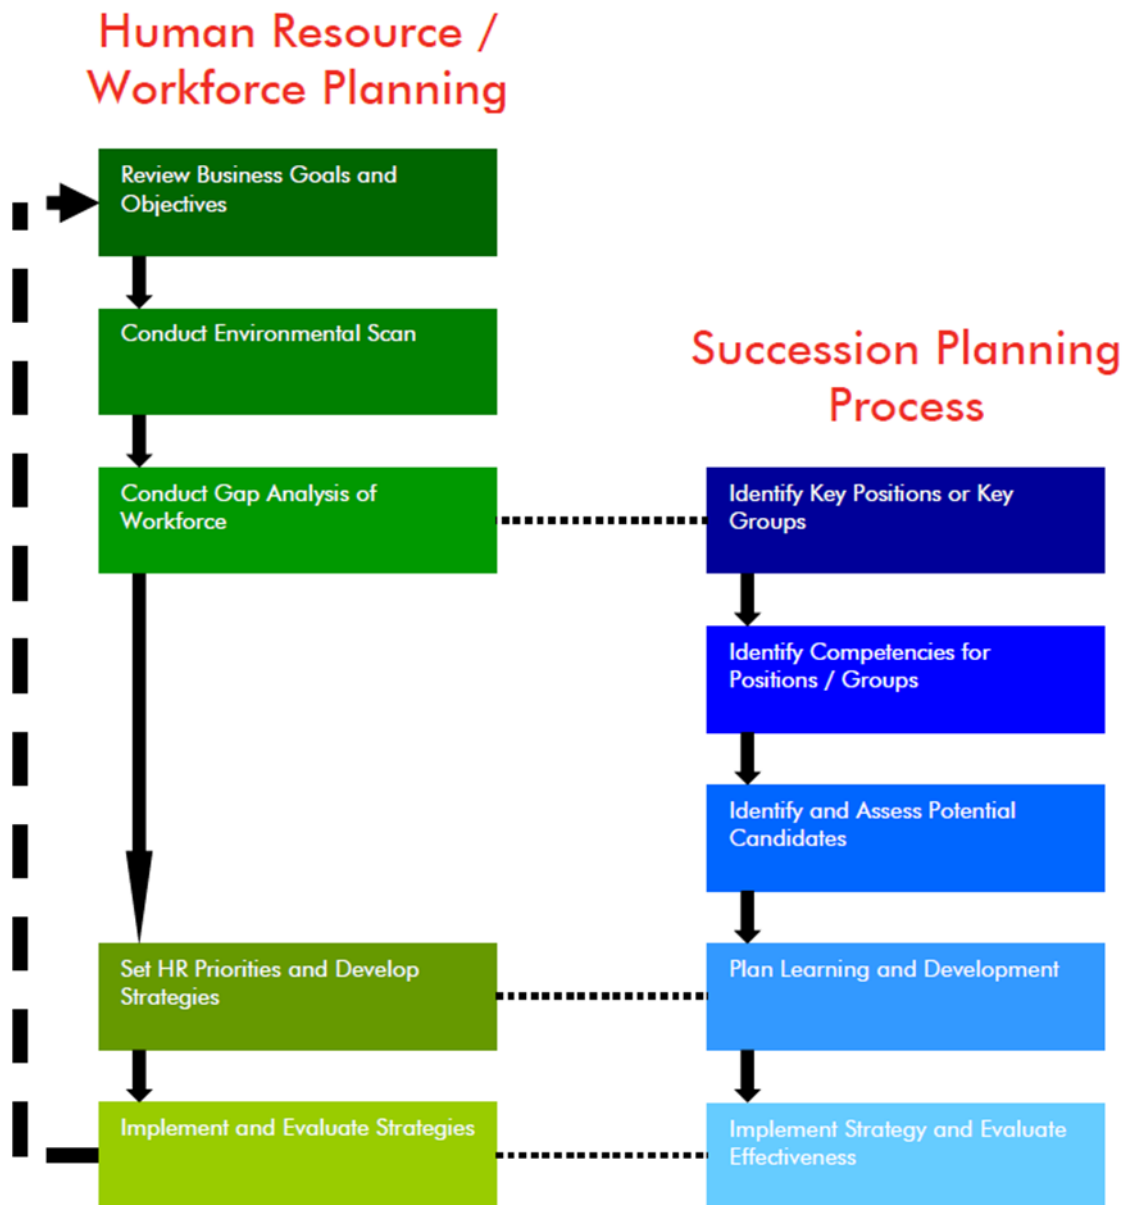 Human Resource /
Workforce Planning
Review Business Goals and
Objectives
Conduct Environmental Scan
Conduct Gap Analysis of
Workforce
Set HR Priorities and Develop
Strategies
Implement and Evaluate Strategies
Succession Planning
Process
Identify Key Positions or Key
Groups
Identify Competencies for
Positions / Groups
Identify and Assess Potential
Candidates
Plan Learning and Development
Implement Strategy and Evaluate
Effectiveness